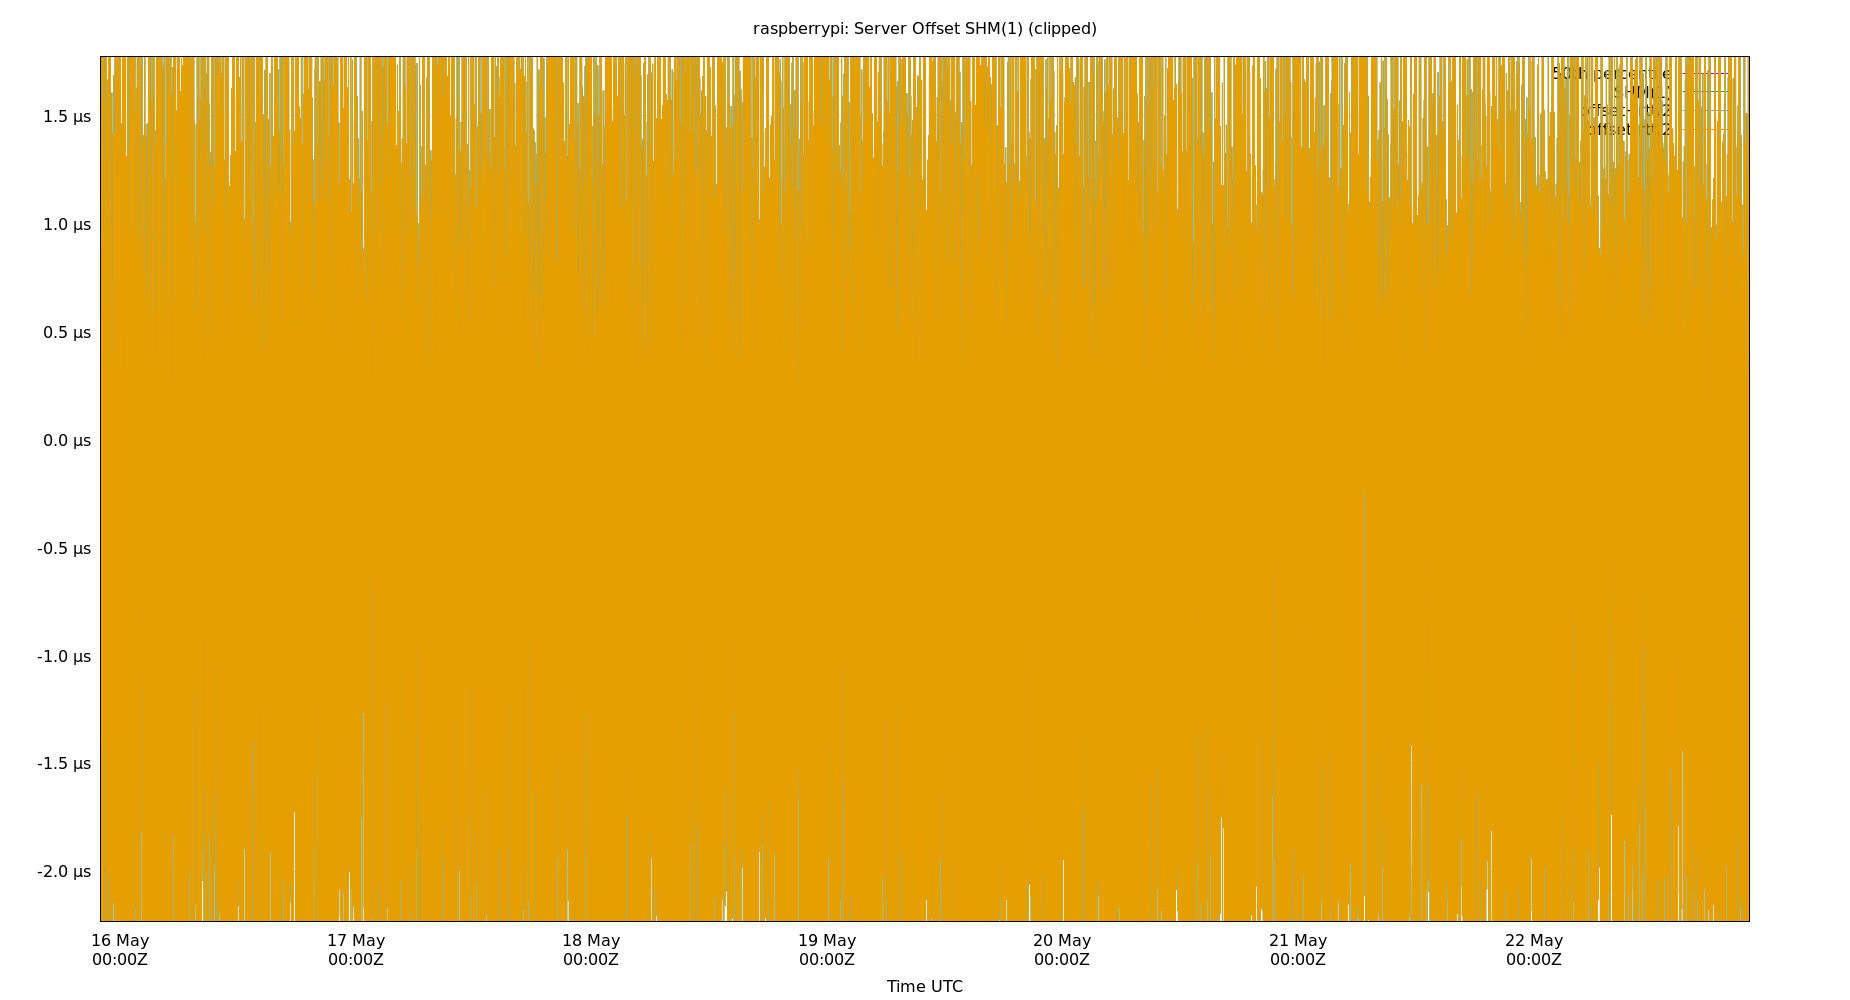 raspberrypi: Server Offset SHM(1) (clipped)
1.5 µs
1.0 µs
0.5 µs
0.0 µs
-0.5 µs
-1.0 µs
-1.5 µs
-2.0 µs
16 May
00:00Z
17 May
00:00Z
18 May
00:00Z
19 May
00:00Z
20 May
00:00Z
21 May
00:00Z
22 May
00:00Z
Time UTC